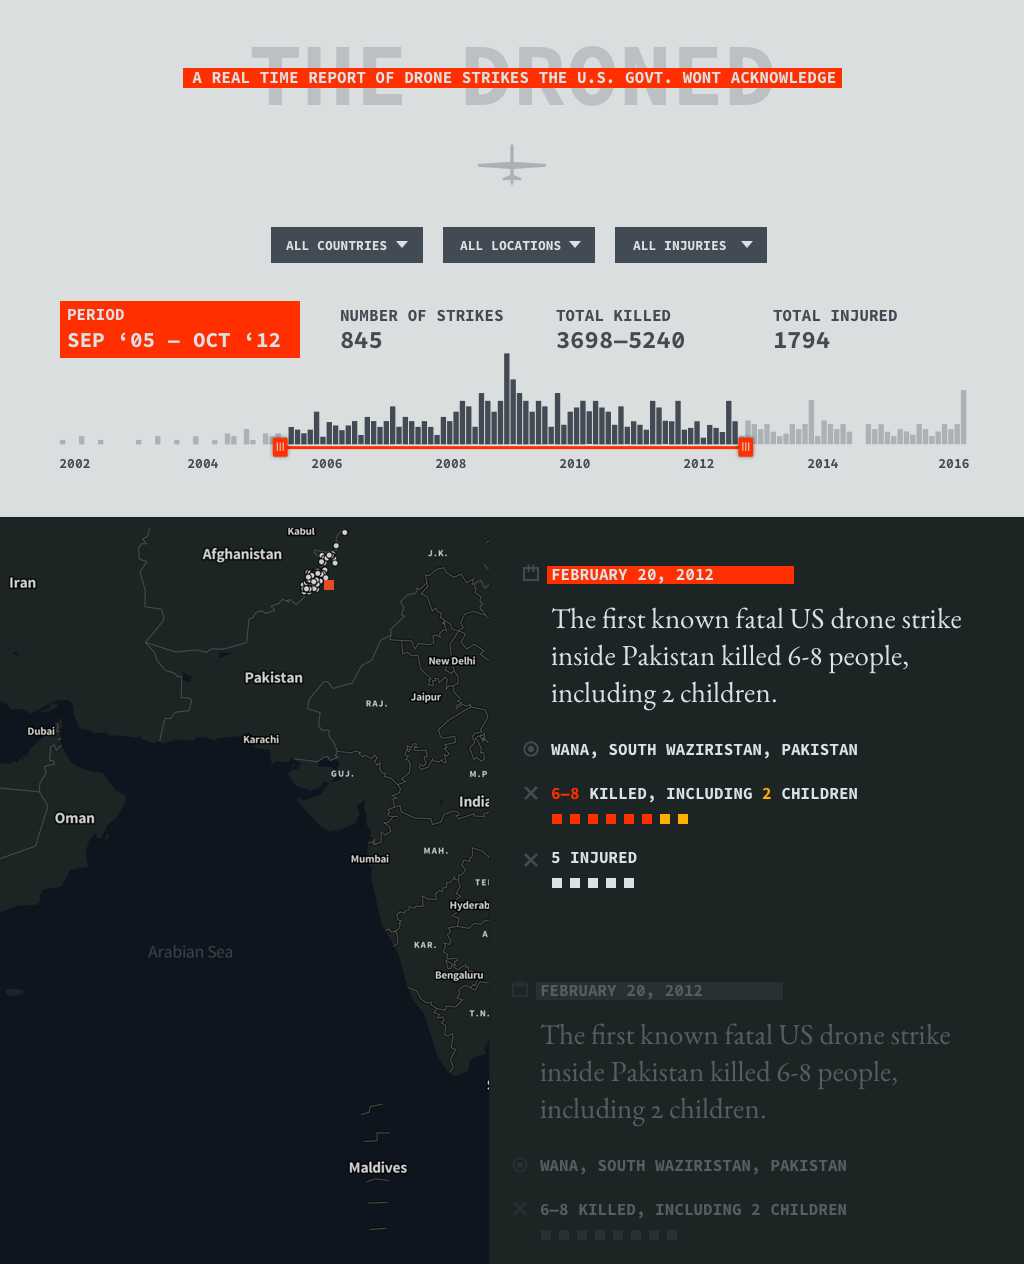 THE DRONED
A REAL TIME REPORT OF DRONE STRIKES THE U.S. GOVT. WONT ACKNOWLEDGE
ALL COUNTRIES
ALL LOCATIONS
ALL INJURIES
PERIOD
SEP ‘05 – OCT ‘12
NUMBER OF STRIKES
845
TOTAL KILLED
3698–5240
TOTAL INJURED
1794
2002
2004
2006
2008
2010
2012
2014
2016
Kabul
Afghanistan
J.K.
Iran
New Delhi
Pakistan
Jaipur
RAJ.
Dubai
Karachi
GUJ.
M.P
India
Oman
MAH.
Mumbai
TE
Hyderab
A
KAR.
Arabian Sea
Bengaluru
T.N.
S
Maldives
FEBRUARY 20, 2012
The first known fatal US drone strike
inside Pakistan killed 6-8 people,
including 2 children.
WANA, SOUTH WAZIRISTAN, PAKISTAN
6–8 KILLED, INCLUDING 2 CHILDREN
5 INJURED
FEBRUARY 20, 2012
The first known fatal US drone strike
inside Pakistan killed 6-8 people,
including 2 children.
WANA, SOUTH WAZIRISTAN, PAKISTAN
6–8 KILLED, INCLUDING 2 CHILDREN